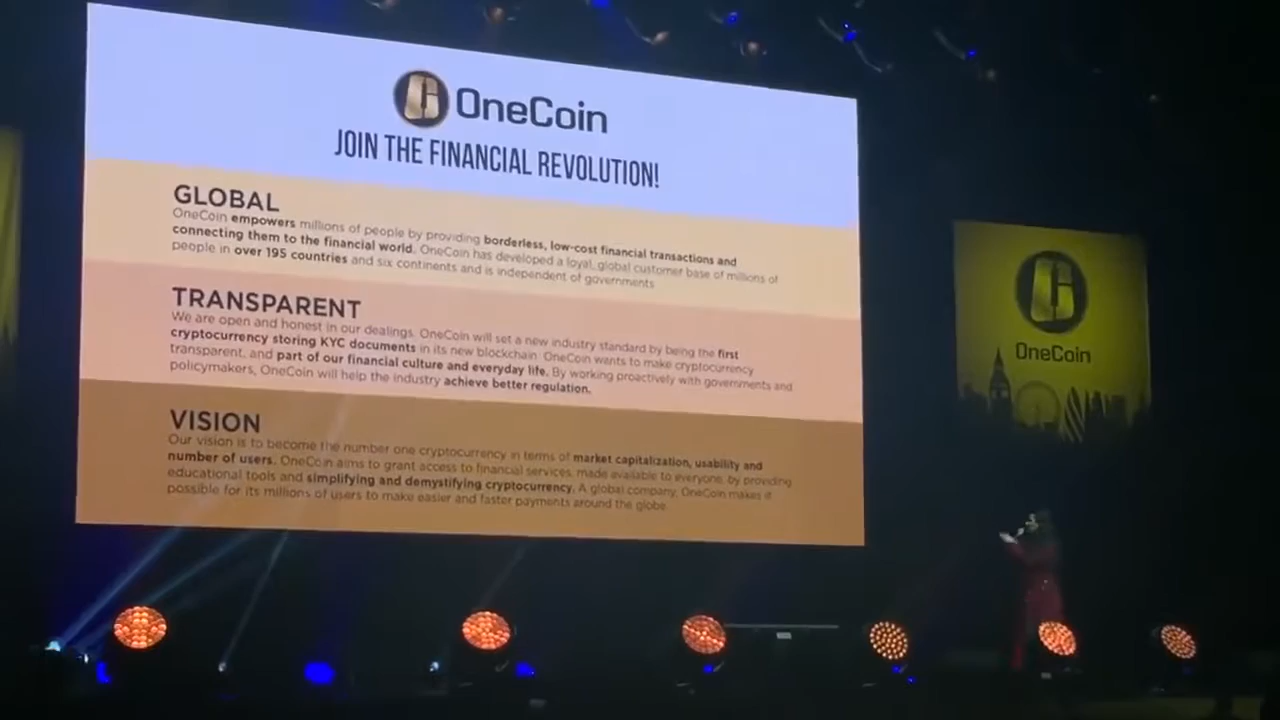 OneCoin
JOIN THE FINANCIAL REVOLUTION!
GLOBAL
OneCoin empowers millions of people by providing borderless, low-cost financial transactions and
connecting them to the financial world. OneCoin has developed a loyal, global customer base of millions of
people in over 195 countries and six continents and is independent of governments.
TRANSPARENT
We are open and honest in our dealings. OneCoin will set a new industry standard by being the first
cryptocurrency storing KYC documents in its new blockchain. OneCoin wants to make cryptocurrency
transparent, and part of our financial culture and everyday life. By working proactively with governments and
policymakers, OneCoin will help the industry achieve better regulation.
VISION
Our vision is to become the number one cryptocurrency in terms of market capitalization, usability and
number of users. OneCoin aims to grant access to financial services, made available to everyone, by providing
educational tools and simplifying and demystifying cryptocurrency. A global company, OneCoin makes it
possible for its millions of users to make easier and faster payments around the globe.
OneCoin